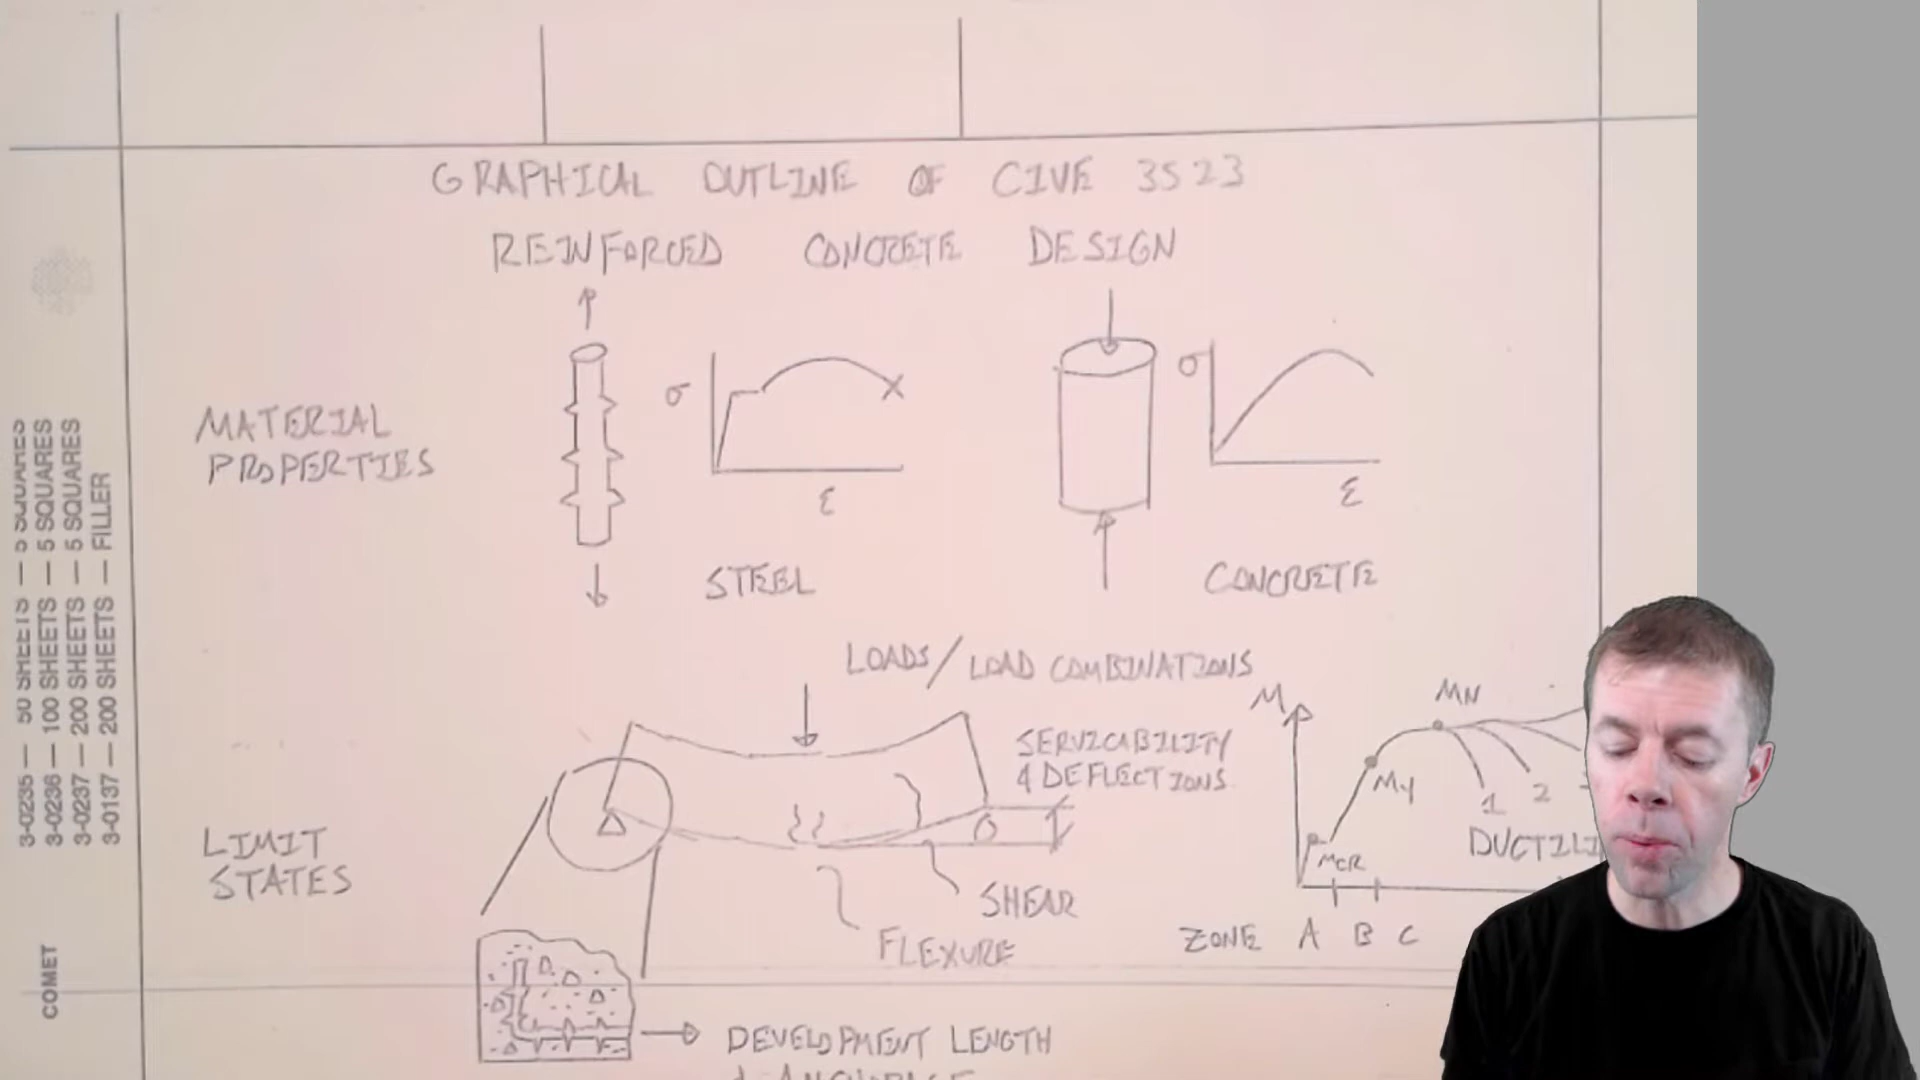 GRAPHICAL OUTLINE OF CIVE 3523
REINFORCED CONCRETE DESIGN
MATERIAL
PROPERTIES
σ
ε
STEEL
σ
ε
CONCRETE
LOADS/LOAD COMBINATIONS
SERVICABILITY
& DEFLECTIONS
LIMIT
STATES
SHEAR
FLEXURE
M
MN
My
MCR
1
2
ZONE A B C
DEVELOPMENT LENGTH
& ANCHORAGE
3-0235 — 50 SHEETS — 5 SQUARES
3-0236 — 100 SHEETS — 5 SQUARES
3-0237 — 200 SHEETS — 5 SQUARES
3-0137 — 200 SHEETS — FILLER
COMET